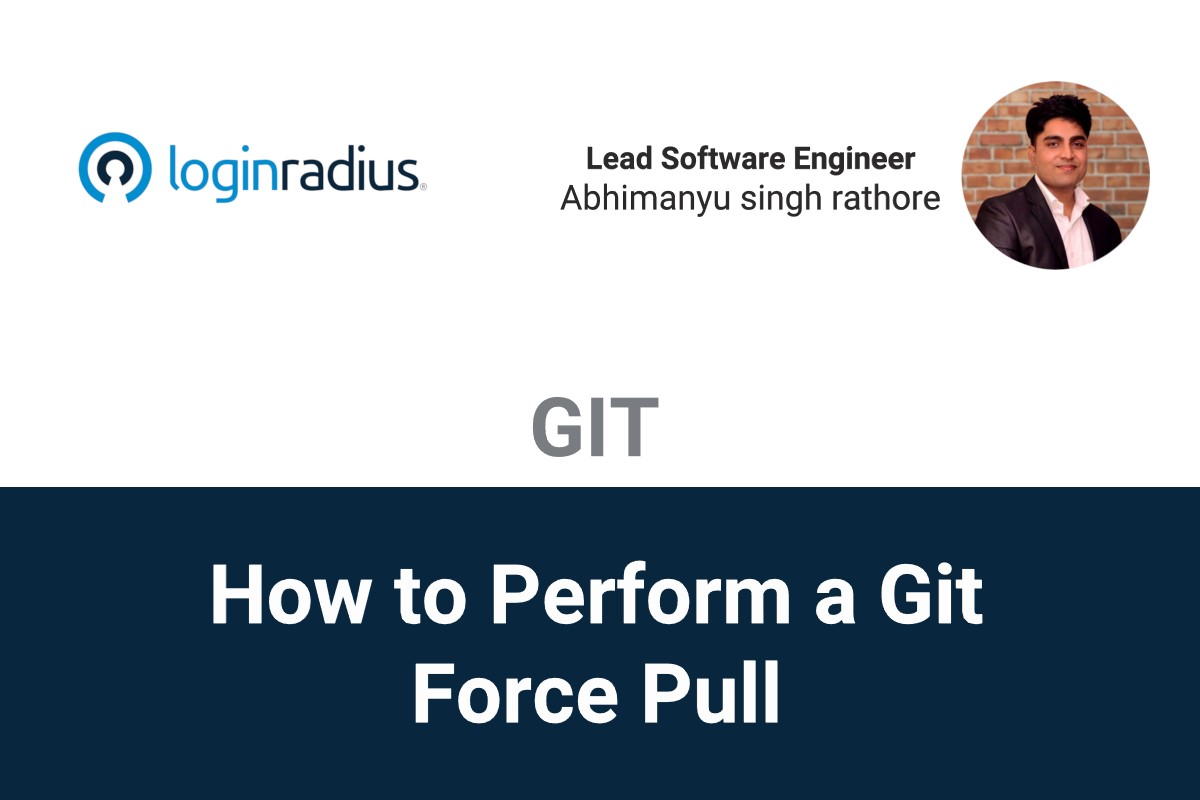 loginradius®
Lead Software Engineer
Abhimanyu singh rathore
GIT
How to Perform a Git
Force Pull